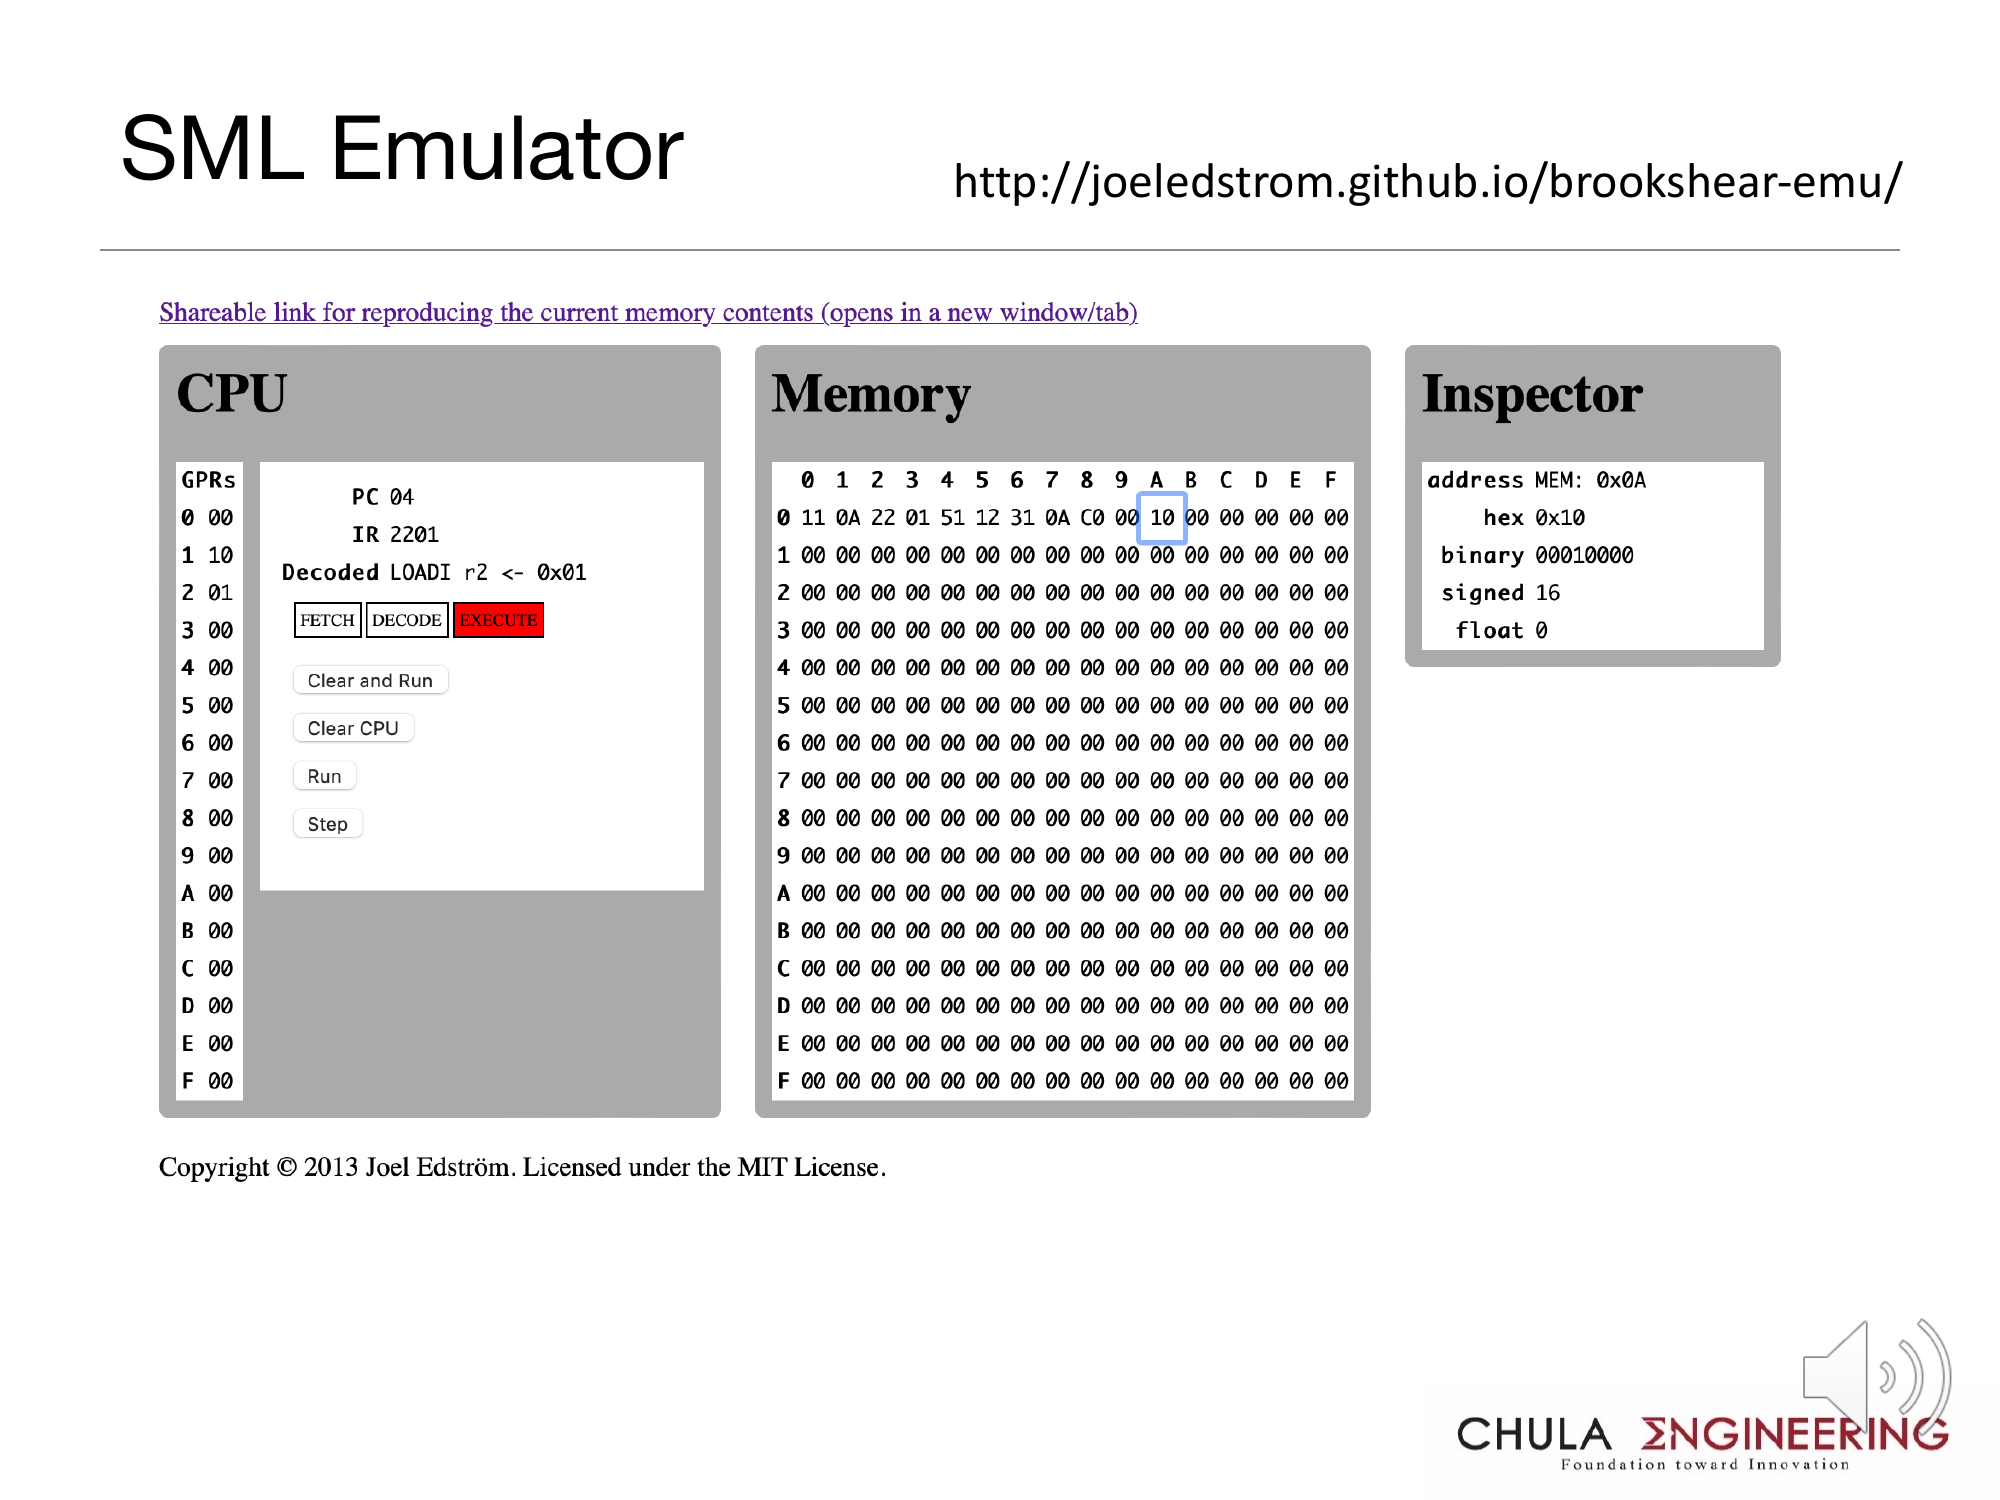 SML Emulator
http://joeledstrom.github.io/brookshear-emu/
Shareable link for reproducing the current memory contents (opens in a new window/tab)
CPU
GPRs
0 00
1 10
2 01
3 00
4 00
5 00
6 00
7 00
8 00
9 00
A 00
B 00
C 00
D 00
E 00
F 00
PC 04
IR 2201
Decoded LOADI r2 <- 0x01
FETCH DECODE EXECUTE
Clear and Run
Clear CPU
Run
Step
Memory
0 1 2 3 4 5 6 7 8 9 A B C D E F
0 11 0A 22 01 51 12 31 0A C0 00 10 00 00 00 00 00
1 00 00 00 00 00 00 00 00 00 00 00 00 00 00 00 00
2 00 00 00 00 00 00 00 00 00 00 00 00 00 00 00 00
3 00 00 00 00 00 00 00 00 00 00 00 00 00 00 00 00
4 00 00 00 00 00 00 00 00 00 00 00 00 00 00 00 00
5 00 00 00 00 00 00 00 00 00 00 00 00 00 00 00 00
6 00 00 00 00 00 00 00 00 00 00 00 00 00 00 00 00
7 00 00 00 00 00 00 00 00 00 00 00 00 00 00 00 00
8 00 00 00 00 00 00 00 00 00 00 00 00 00 00 00 00
9 00 00 00 00 00 00 00 00 00 00 00 00 00 00 00 00
A 00 00 00 00 00 00 00 00 00 00 00 00 00 00 00 00
B 00 00 00 00 00 00 00 00 00 00 00 00 00 00 00 00
C 00 00 00 00 00 00 00 00 00 00 00 00 00 00 00 00
D 00 00 00 00 00 00 00 00 00 00 00 00 00 00 00 00
E 00 00 00 00 00 00 00 00 00 00 00 00 00 00 00 00
F 00 00 00 00 00 00 00 00 00 00 00 00 00 00 00 00
Inspector
address MEM: 0x0A
hex 0x10
binary 00010000
signed 16
float 0
Copyright © 2013 Joel Edström. Licensed under the MIT License.
CHULA ΣNGINEERING
Foundation toward Innovation